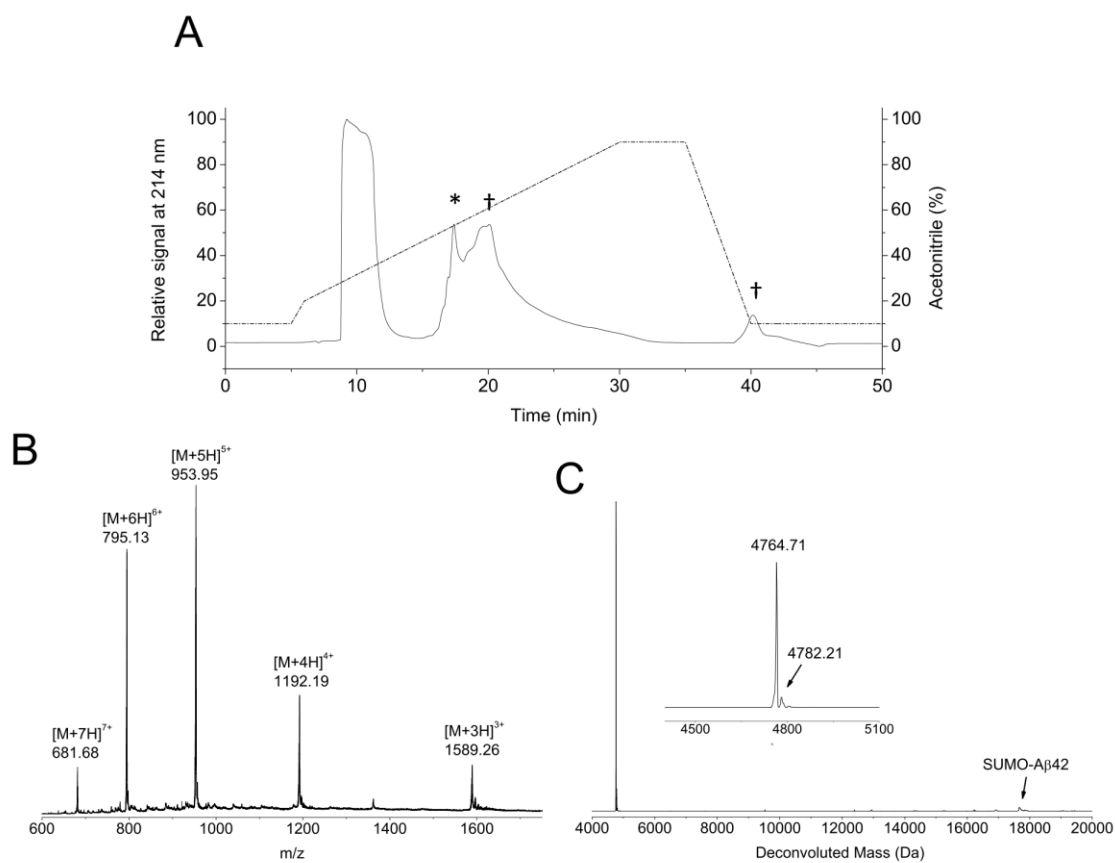 A
Relative signal at 214 nm
100
80
60
40
20
0
*
†
†
100
80
60
40
20
0
Acetonitrile (%)
0 10 20 30 40 50
Time (min)
B
[M+5H]5+
953.95
[M+6H]6+
795.13
[M+4H]4+
1192.19
[M+7H]7+
681.68
[M+3H]3+
1589.26
600 800 1000 1200 1400 1600
m/z
C
4764.71
4782.21
4500 4800 5100
SUMO-Aβ42
4000 6000 8000 10000 12000 14000 16000 18000 20000
Deconvoluted Mass (Da)